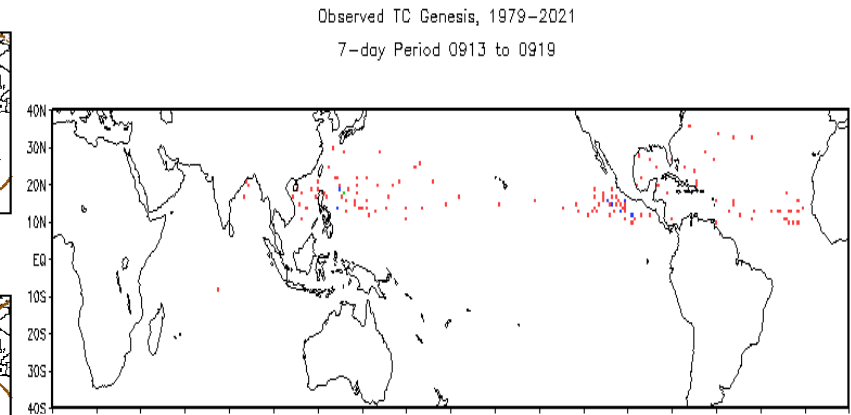 Observed TC Genesis, 1979-2021
7-day Period 0913 to 0919
40N
30N
20N
10N
EQ
10S
20S
30S
40S